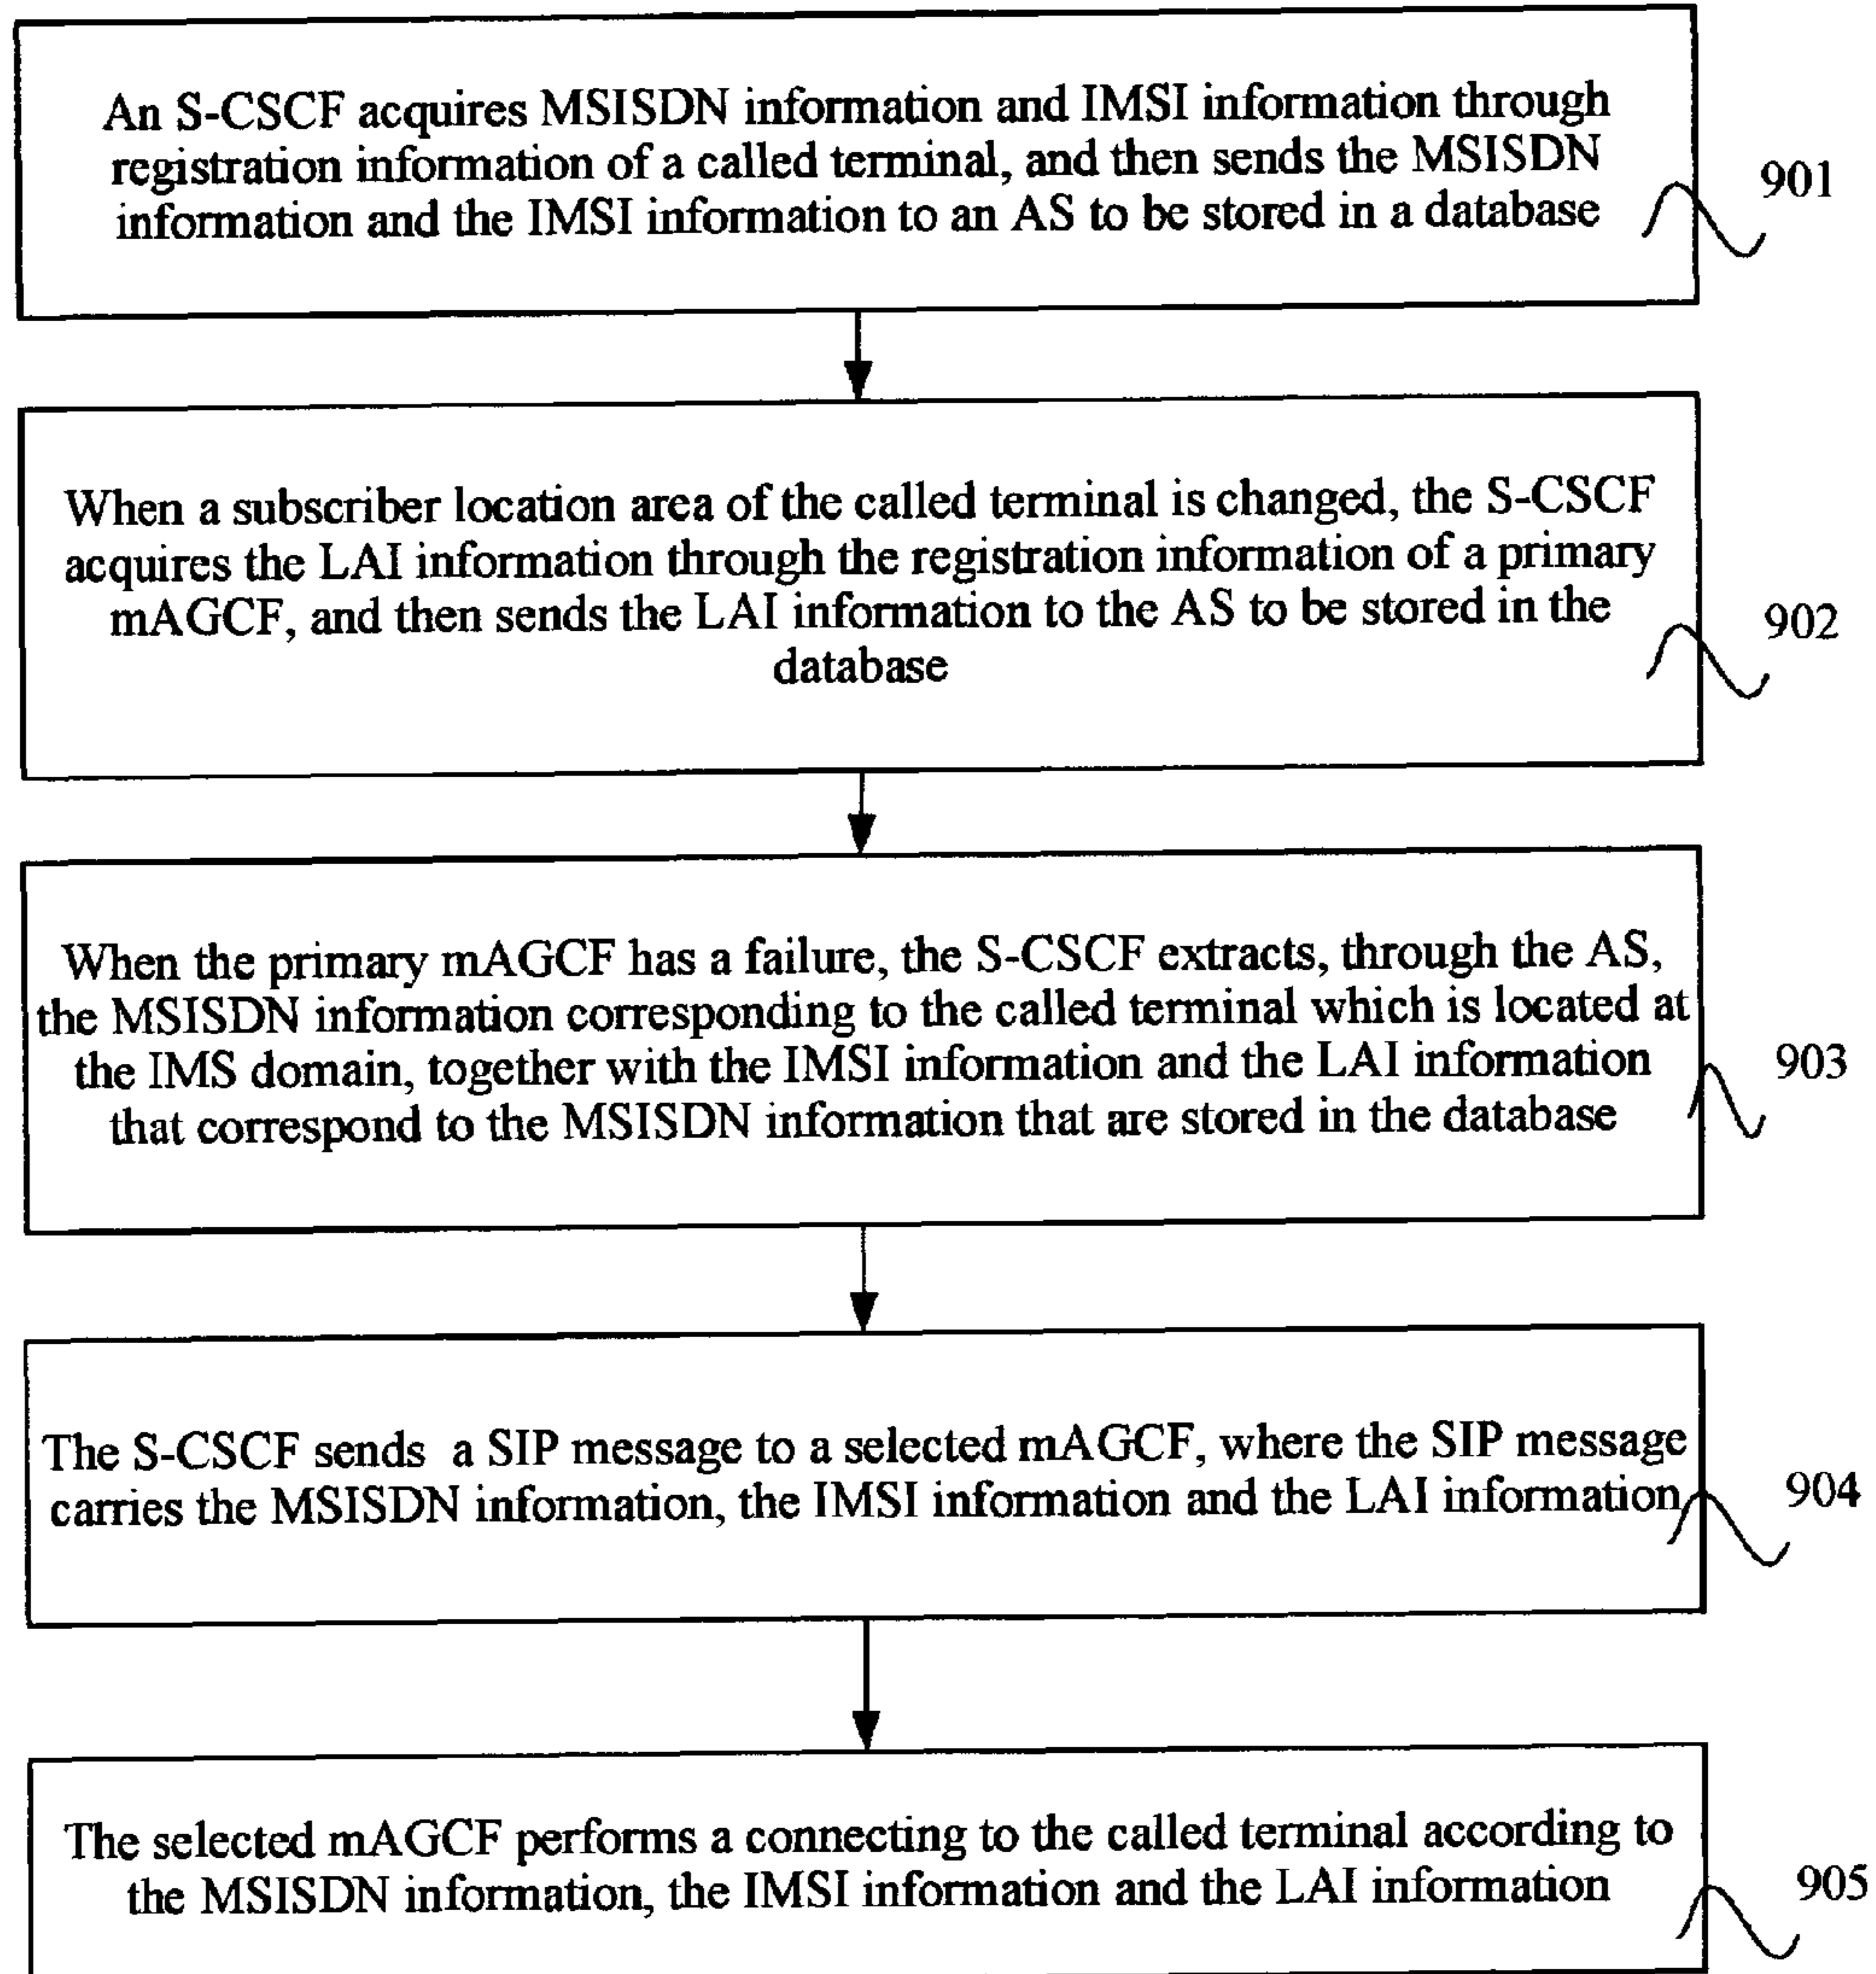 An S-CSCF acquires MSISDN information and IMSI information through
registration information of a called terminal, and then sends the MSISDN
information and the IMSI information to an AS to be stored in a database
901
When a subscriber location area of the called terminal is changed, the S-CSCF
acquires the LAI information through the registration information of a primary
mAGCF, and then sends the LAI information to the AS to be stored in the
database
902
When the primary mAGCF has a failure, the S-CSCF extracts, through the AS,
the MSISDN information corresponding to the called terminal which is located at
the IMS domain, together with the IMSI information and the LAI information
that correspond to the MSISDN information that are stored in the database
903
The S-CSCF sends a SIP message to a selected mAGCF, where the SIP message
carries the MSISDN information, the IMSI information and the LAI information
904
The selected mAGCF performs a connecting to the called terminal according to
the MSISDN information, the IMSI information and the LAI information
905